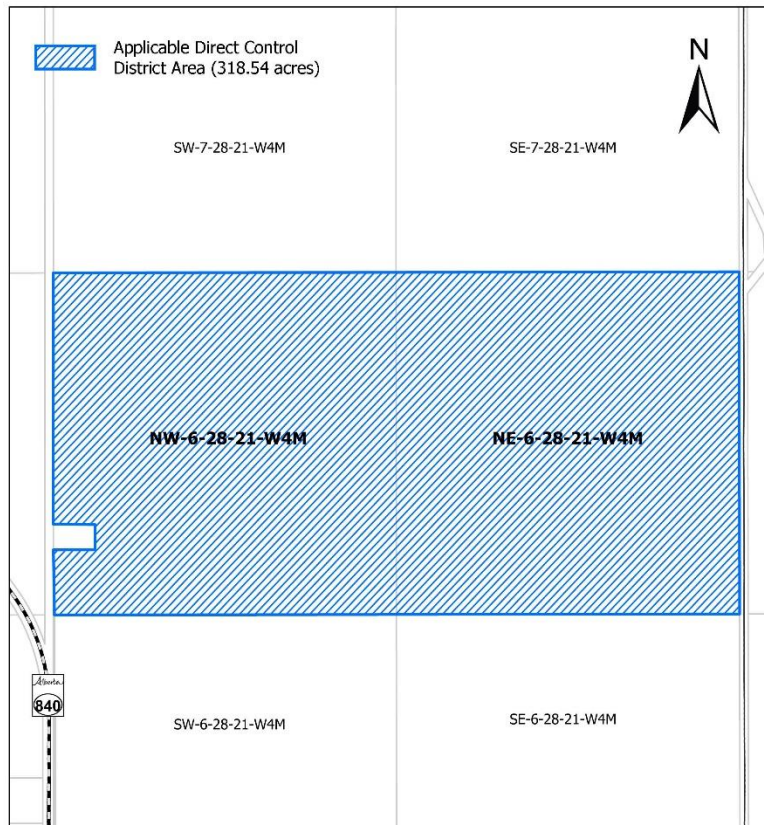 Applicable Direct Control
District Area (318.54 acres)
N
SW-7-28-21-W4M
SE-7-28-21-W4M
NW-6-28-21-W4M
NE-6-28-21-W4M
Alberta
840
SW-6-28-21-W4M
SE-6-28-21-W4M